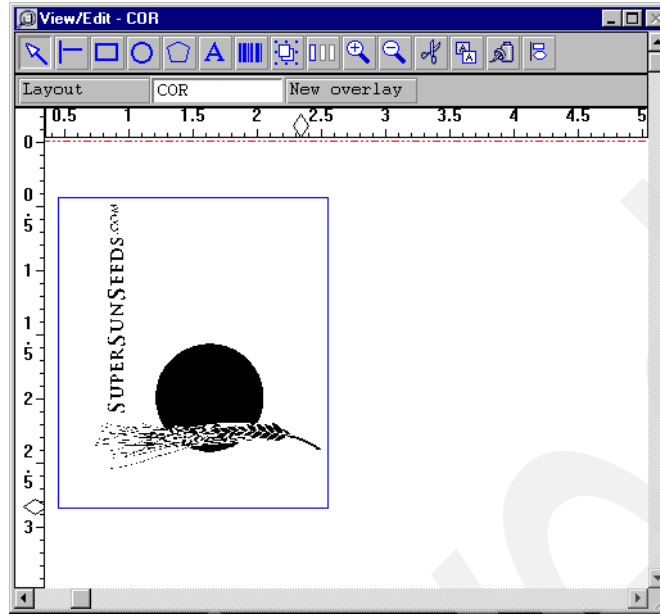 View/Edit - COR
A
Layout COR New overlay
0.5 1 1.5 2 2.5 3 3.5 4 4.5 5
0
0.5
1
1.5
2
2.5
3
SUPERSUNSEEDS.COM